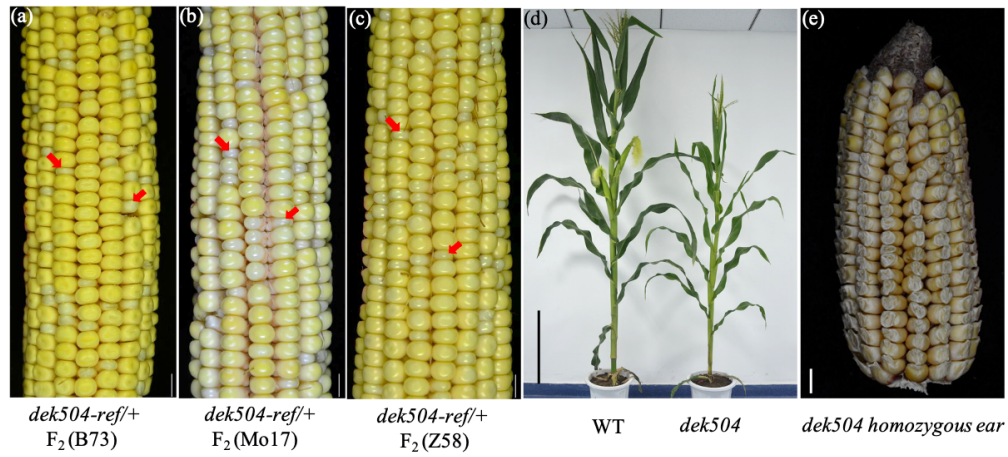 (a)
(b)
(c)
(d)
(e)
dek504-ref/+
F₂ (B73)
dek504-ref/+
F₂ (Mo17)
dek504-ref/+
F₂ (Z58)
WT
dek504
dek504 homozygous ear